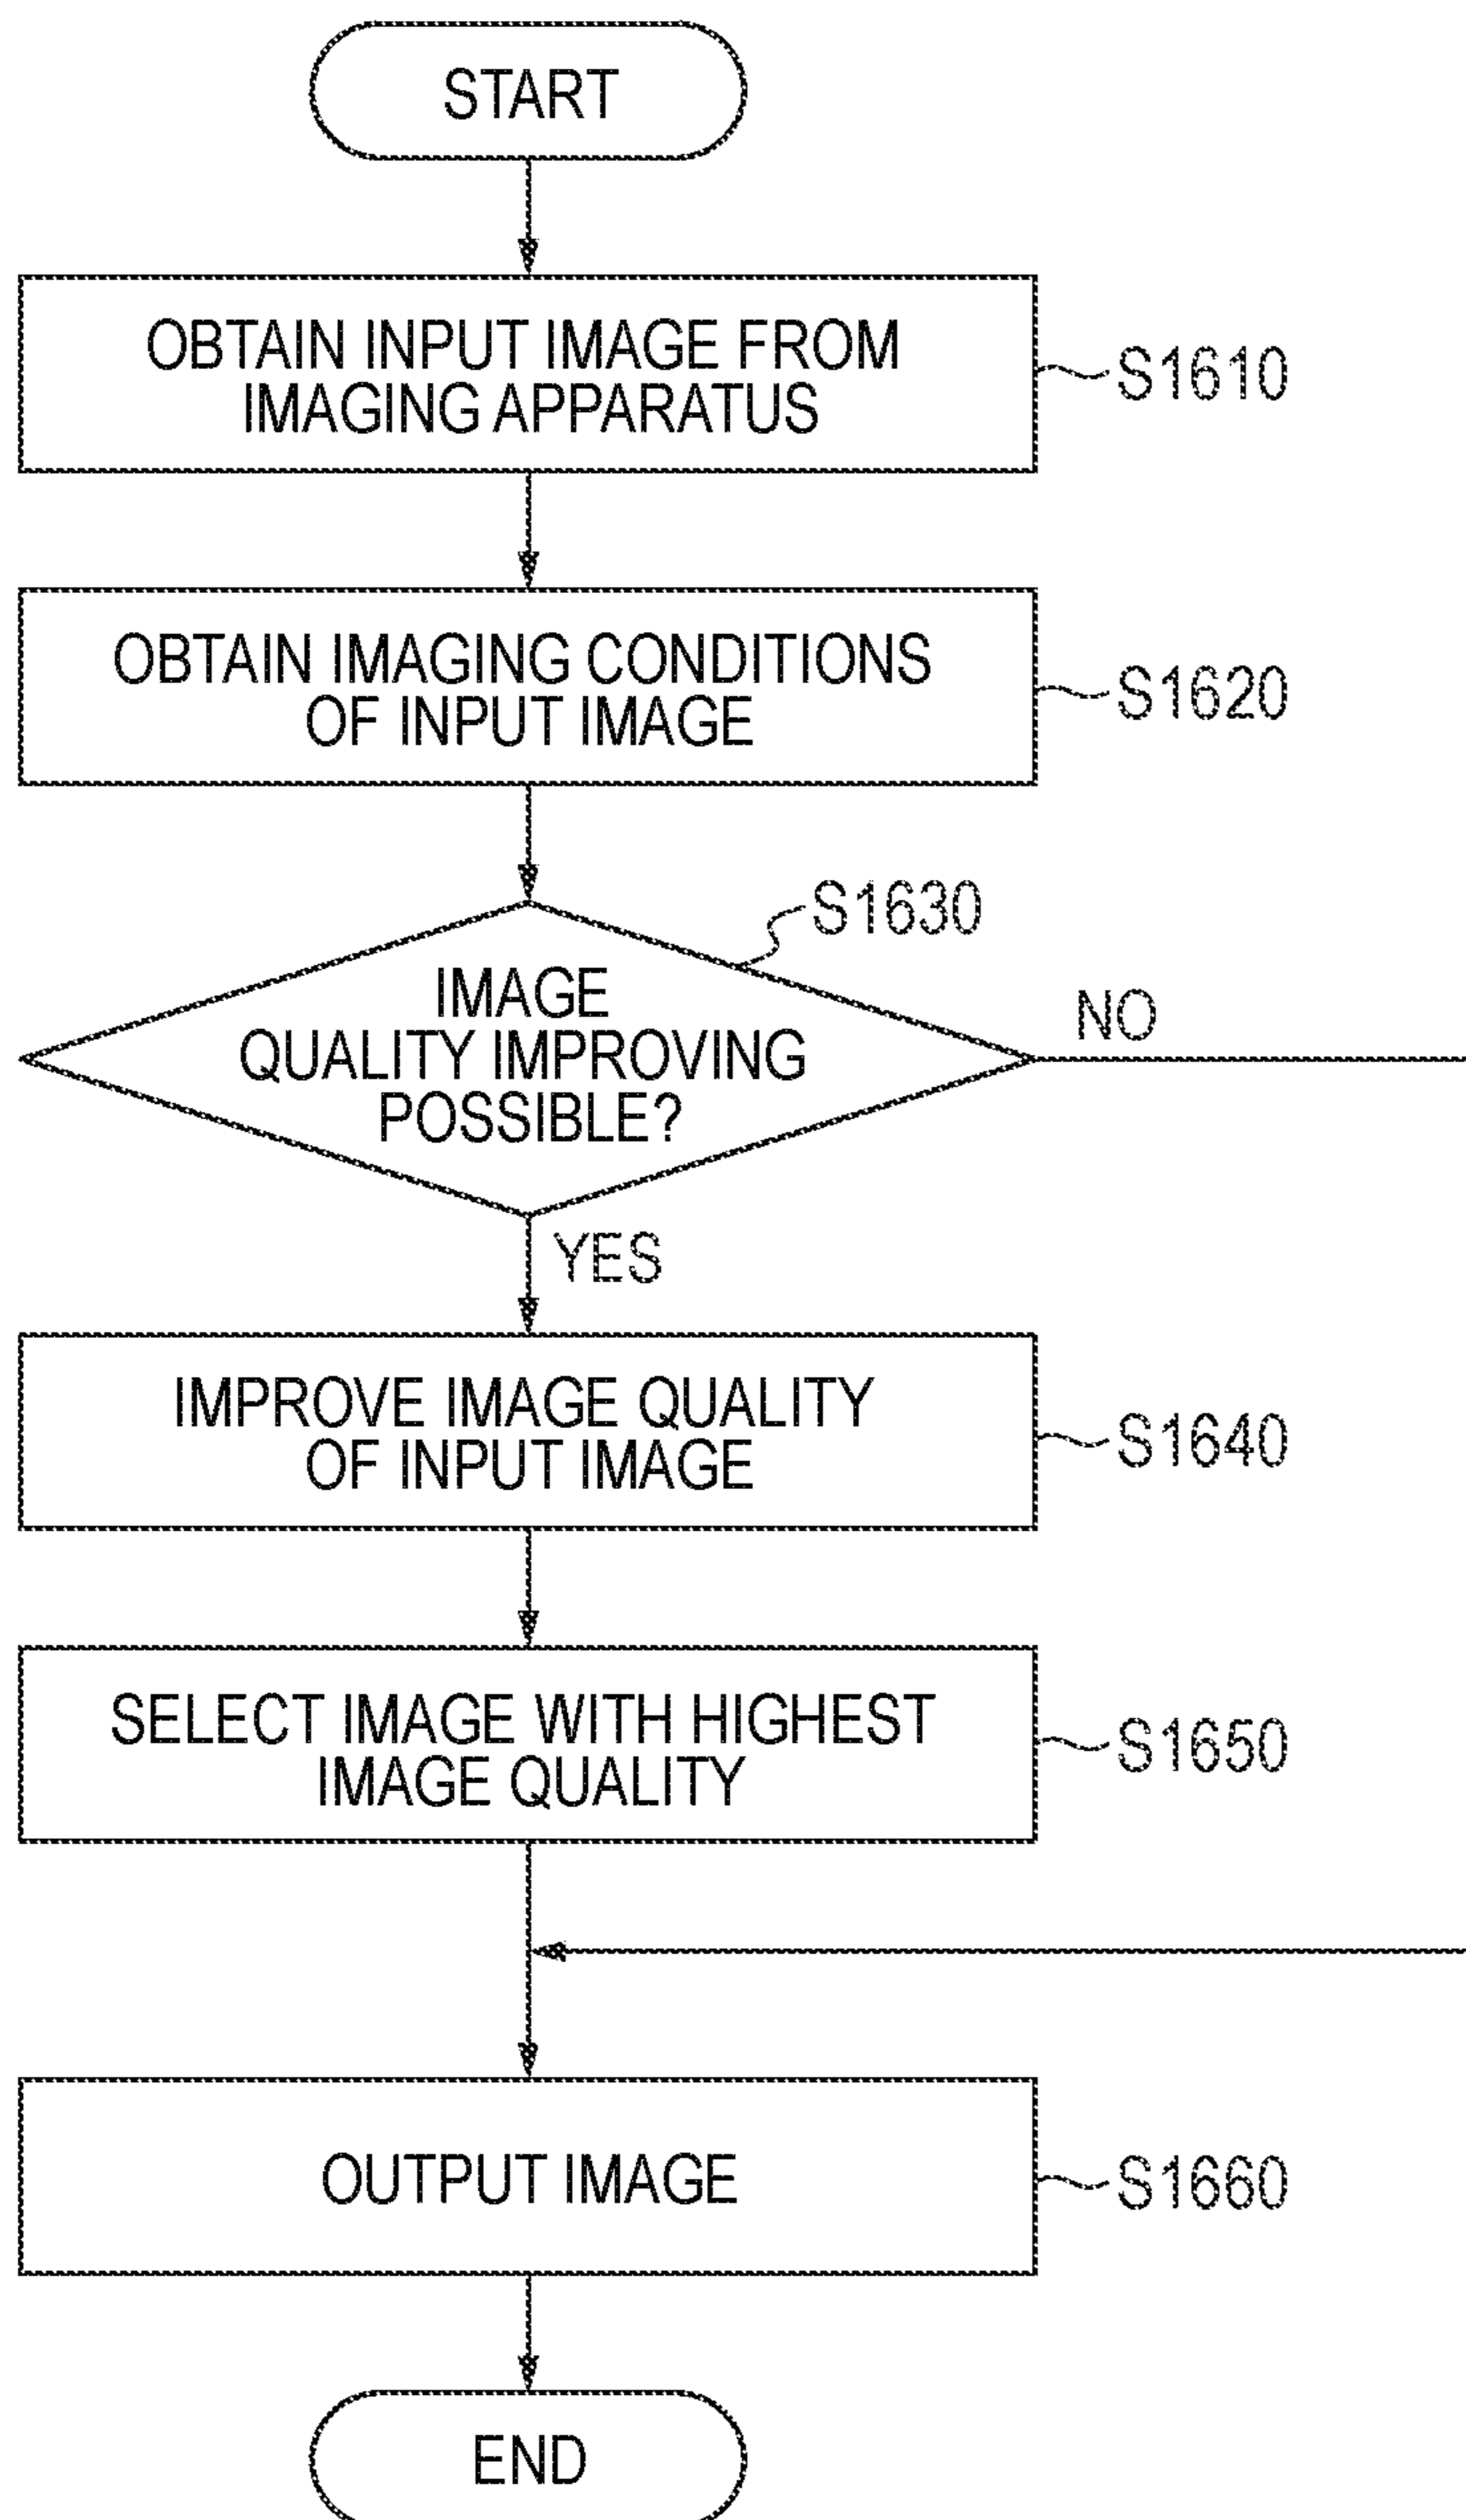 START
OBTAIN INPUT IMAGE FROM
IMAGING APPARATUS
S1610
OBTAIN IMAGING CONDITIONS
OF INPUT IMAGE
S1620
S1630
IMAGE
QUALITY IMPROVING
POSSIBLE?
NO
YES
IMPROVE IMAGE QUALITY
OF INPUT IMAGE
S1640
SELECT IMAGE WITH HIGHEST
IMAGE QUALITY
S1650
OUTPUT IMAGE
S1660
END